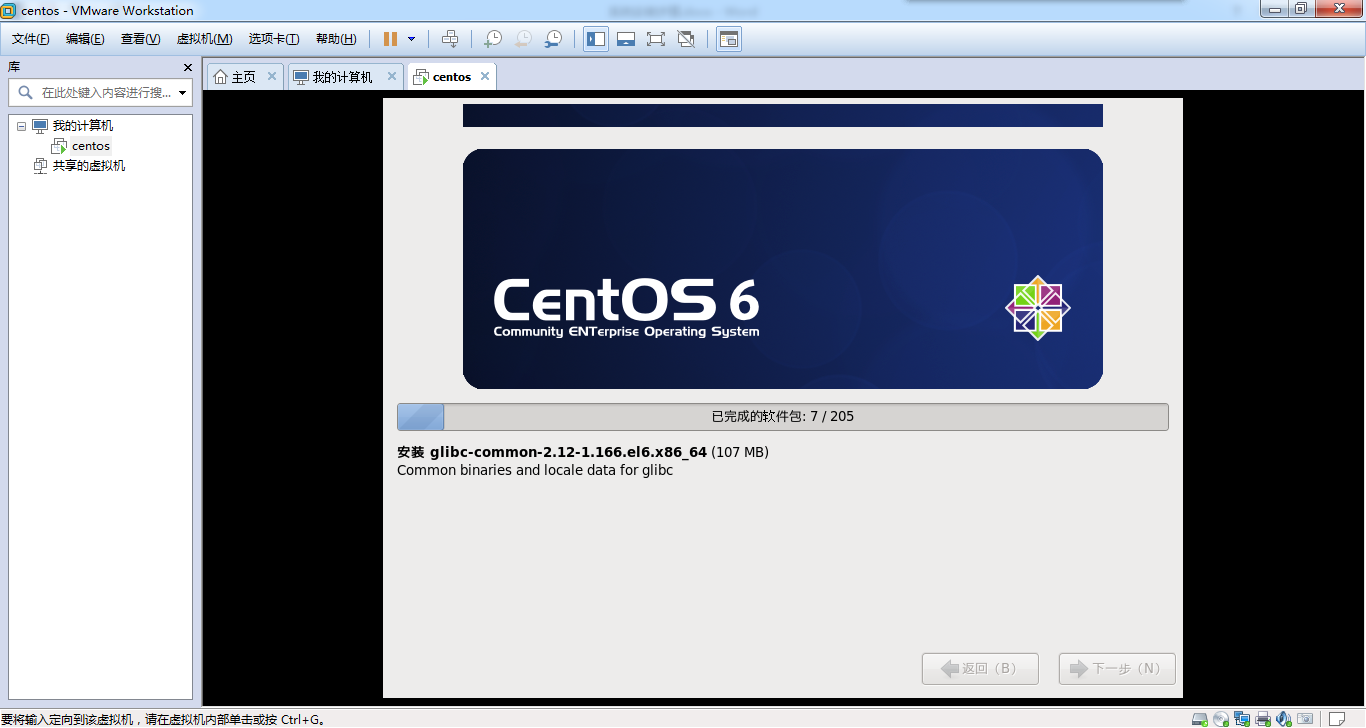 centos - VMware Workstation
文件(F) 编辑(E) 查看(V) 虚拟机(M) 选项卡(T) 帮助(H)
库
主页 我的计算机 centos
在此处键入内容进行搜...
我的计算机
centos
共享的虚拟机
CentOS 6
Community ENTerprise Operating System
已完成的软件包: 7 / 205
安装 glibc-common-2.12-1.166.el6.x86_64 (107 MB)
Common binaries and locale data for glibc
返回（B） 下一步（N）
要将输入定向到该虚拟机，请在虚拟机内部单击或按 Ctrl+G。